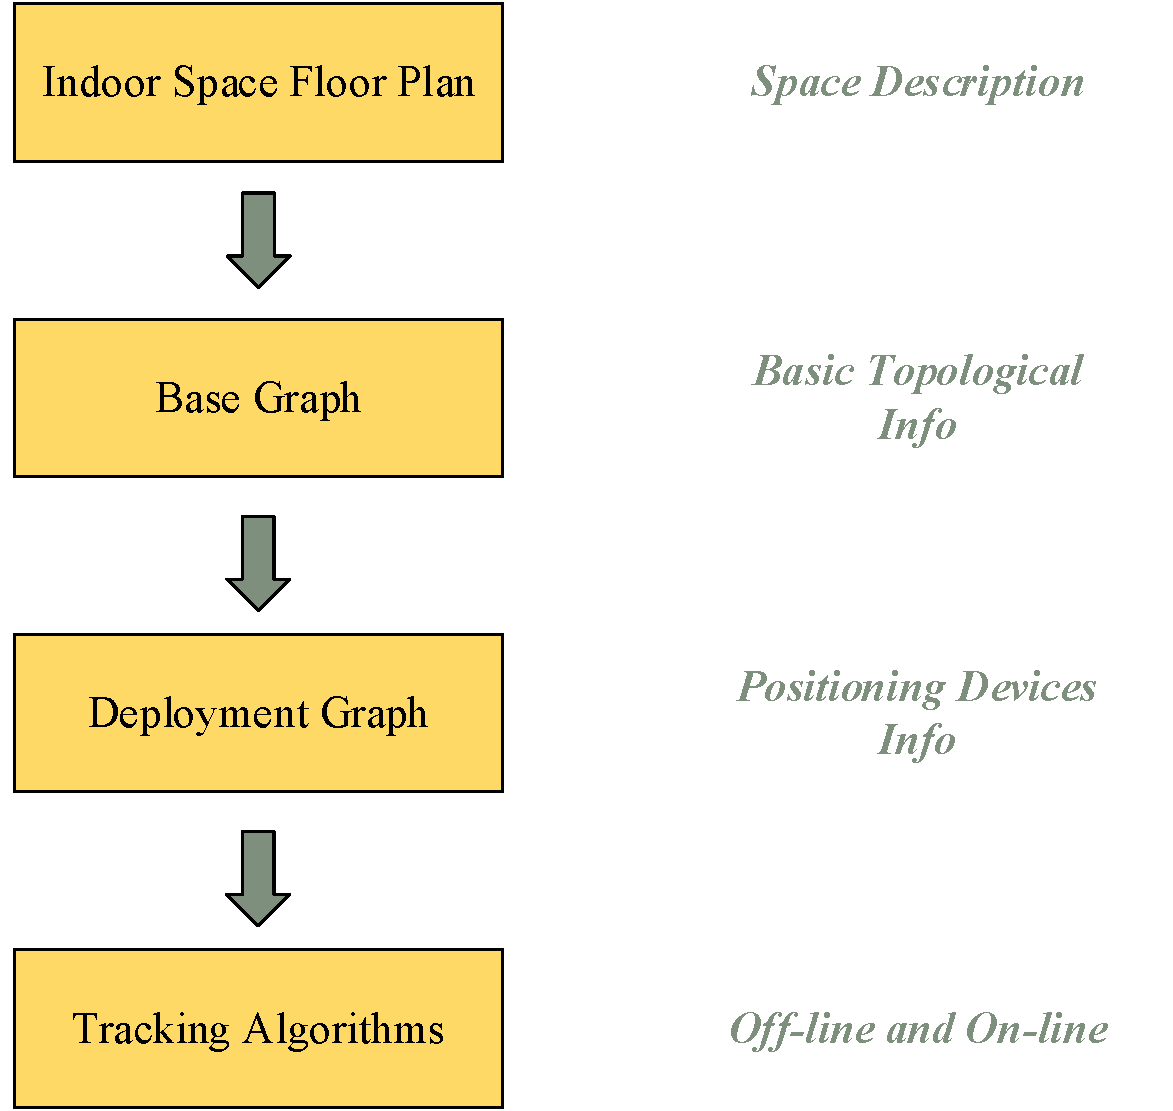 Indoor Space Floor Plan
Space Description
Base Graph
Basic Topological
Info
Deployment Graph
Positioning Devices
Info
Tracking Algorithms
Off-line and On-line